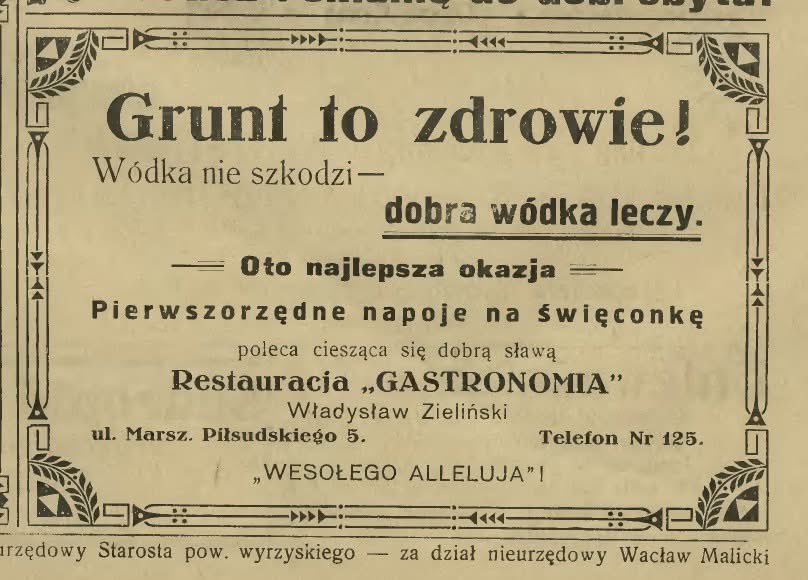 Grunt to zdrowie!
Wódka nie szkodzi—
dobra wódka leczy.
Oto najlepsza okazja
Pierwszorzędne napoje na święconkę
poleca ciesząca się dobrą sławą
Restauracja „GASTRONOMIA”
Władysław Zieliński
ul. Marsz. Piłsudskiego 5. Telefon Nr 125.
„WESOŁEGO ALLELUJA”!
Starosta pow. wyrzyskiego — za dział nieurzędowy Wacław Malicki